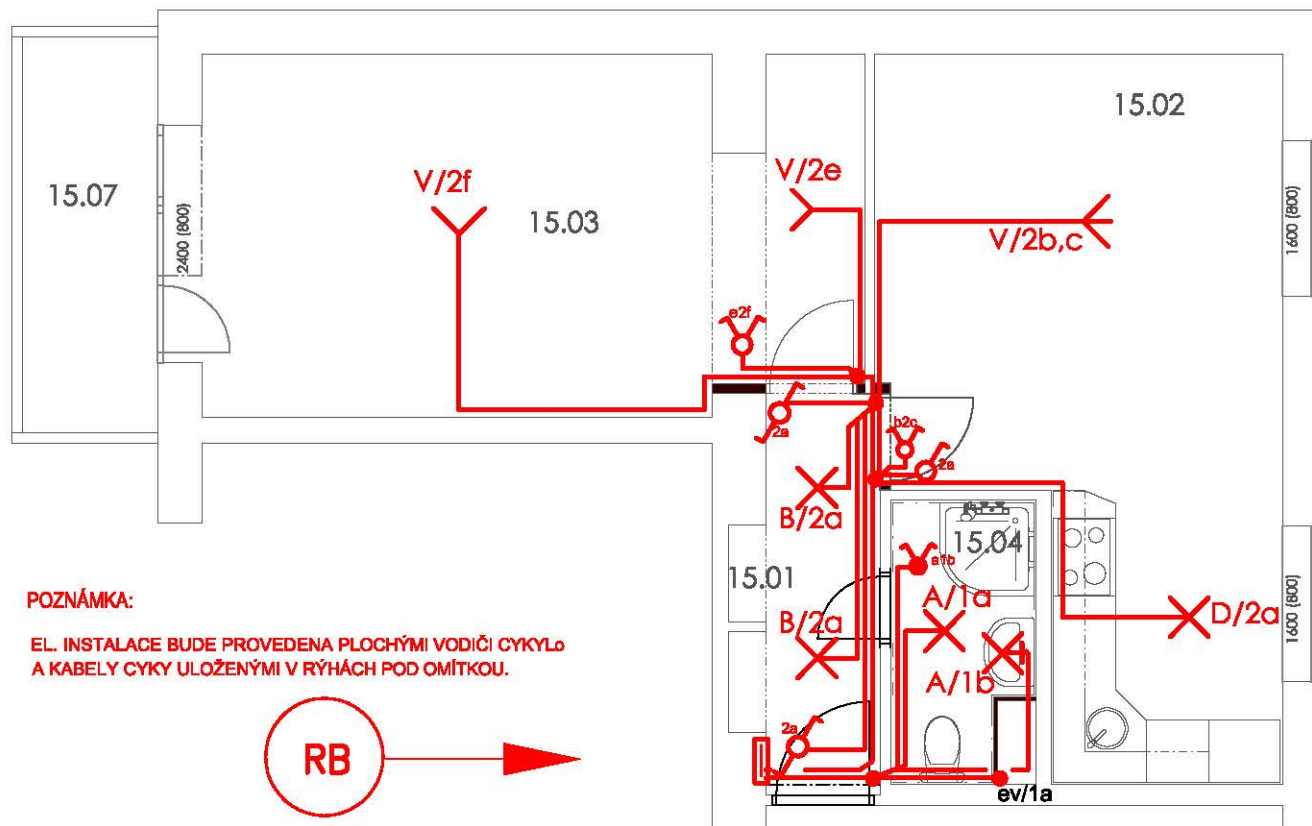 15.02
V/2e
V/2f
15.07
15.03
2400 (800)
1600 (800)
V/2b,c
e2f
2a
b2c
2a
B/2a
15.04
a1b
15.01
A/1a
POZNÁMKA:
B/2a
D/2a
1600 (800)
EL. INSTALACE BUDE PROVEDENA PLOCHÝMI VODIČI CYKYLo
A KABELY CYKY ULOŽENÝMI V RÝHÁCH POD OMÍTKOU.
A/1b
2a
RB
ev/1a